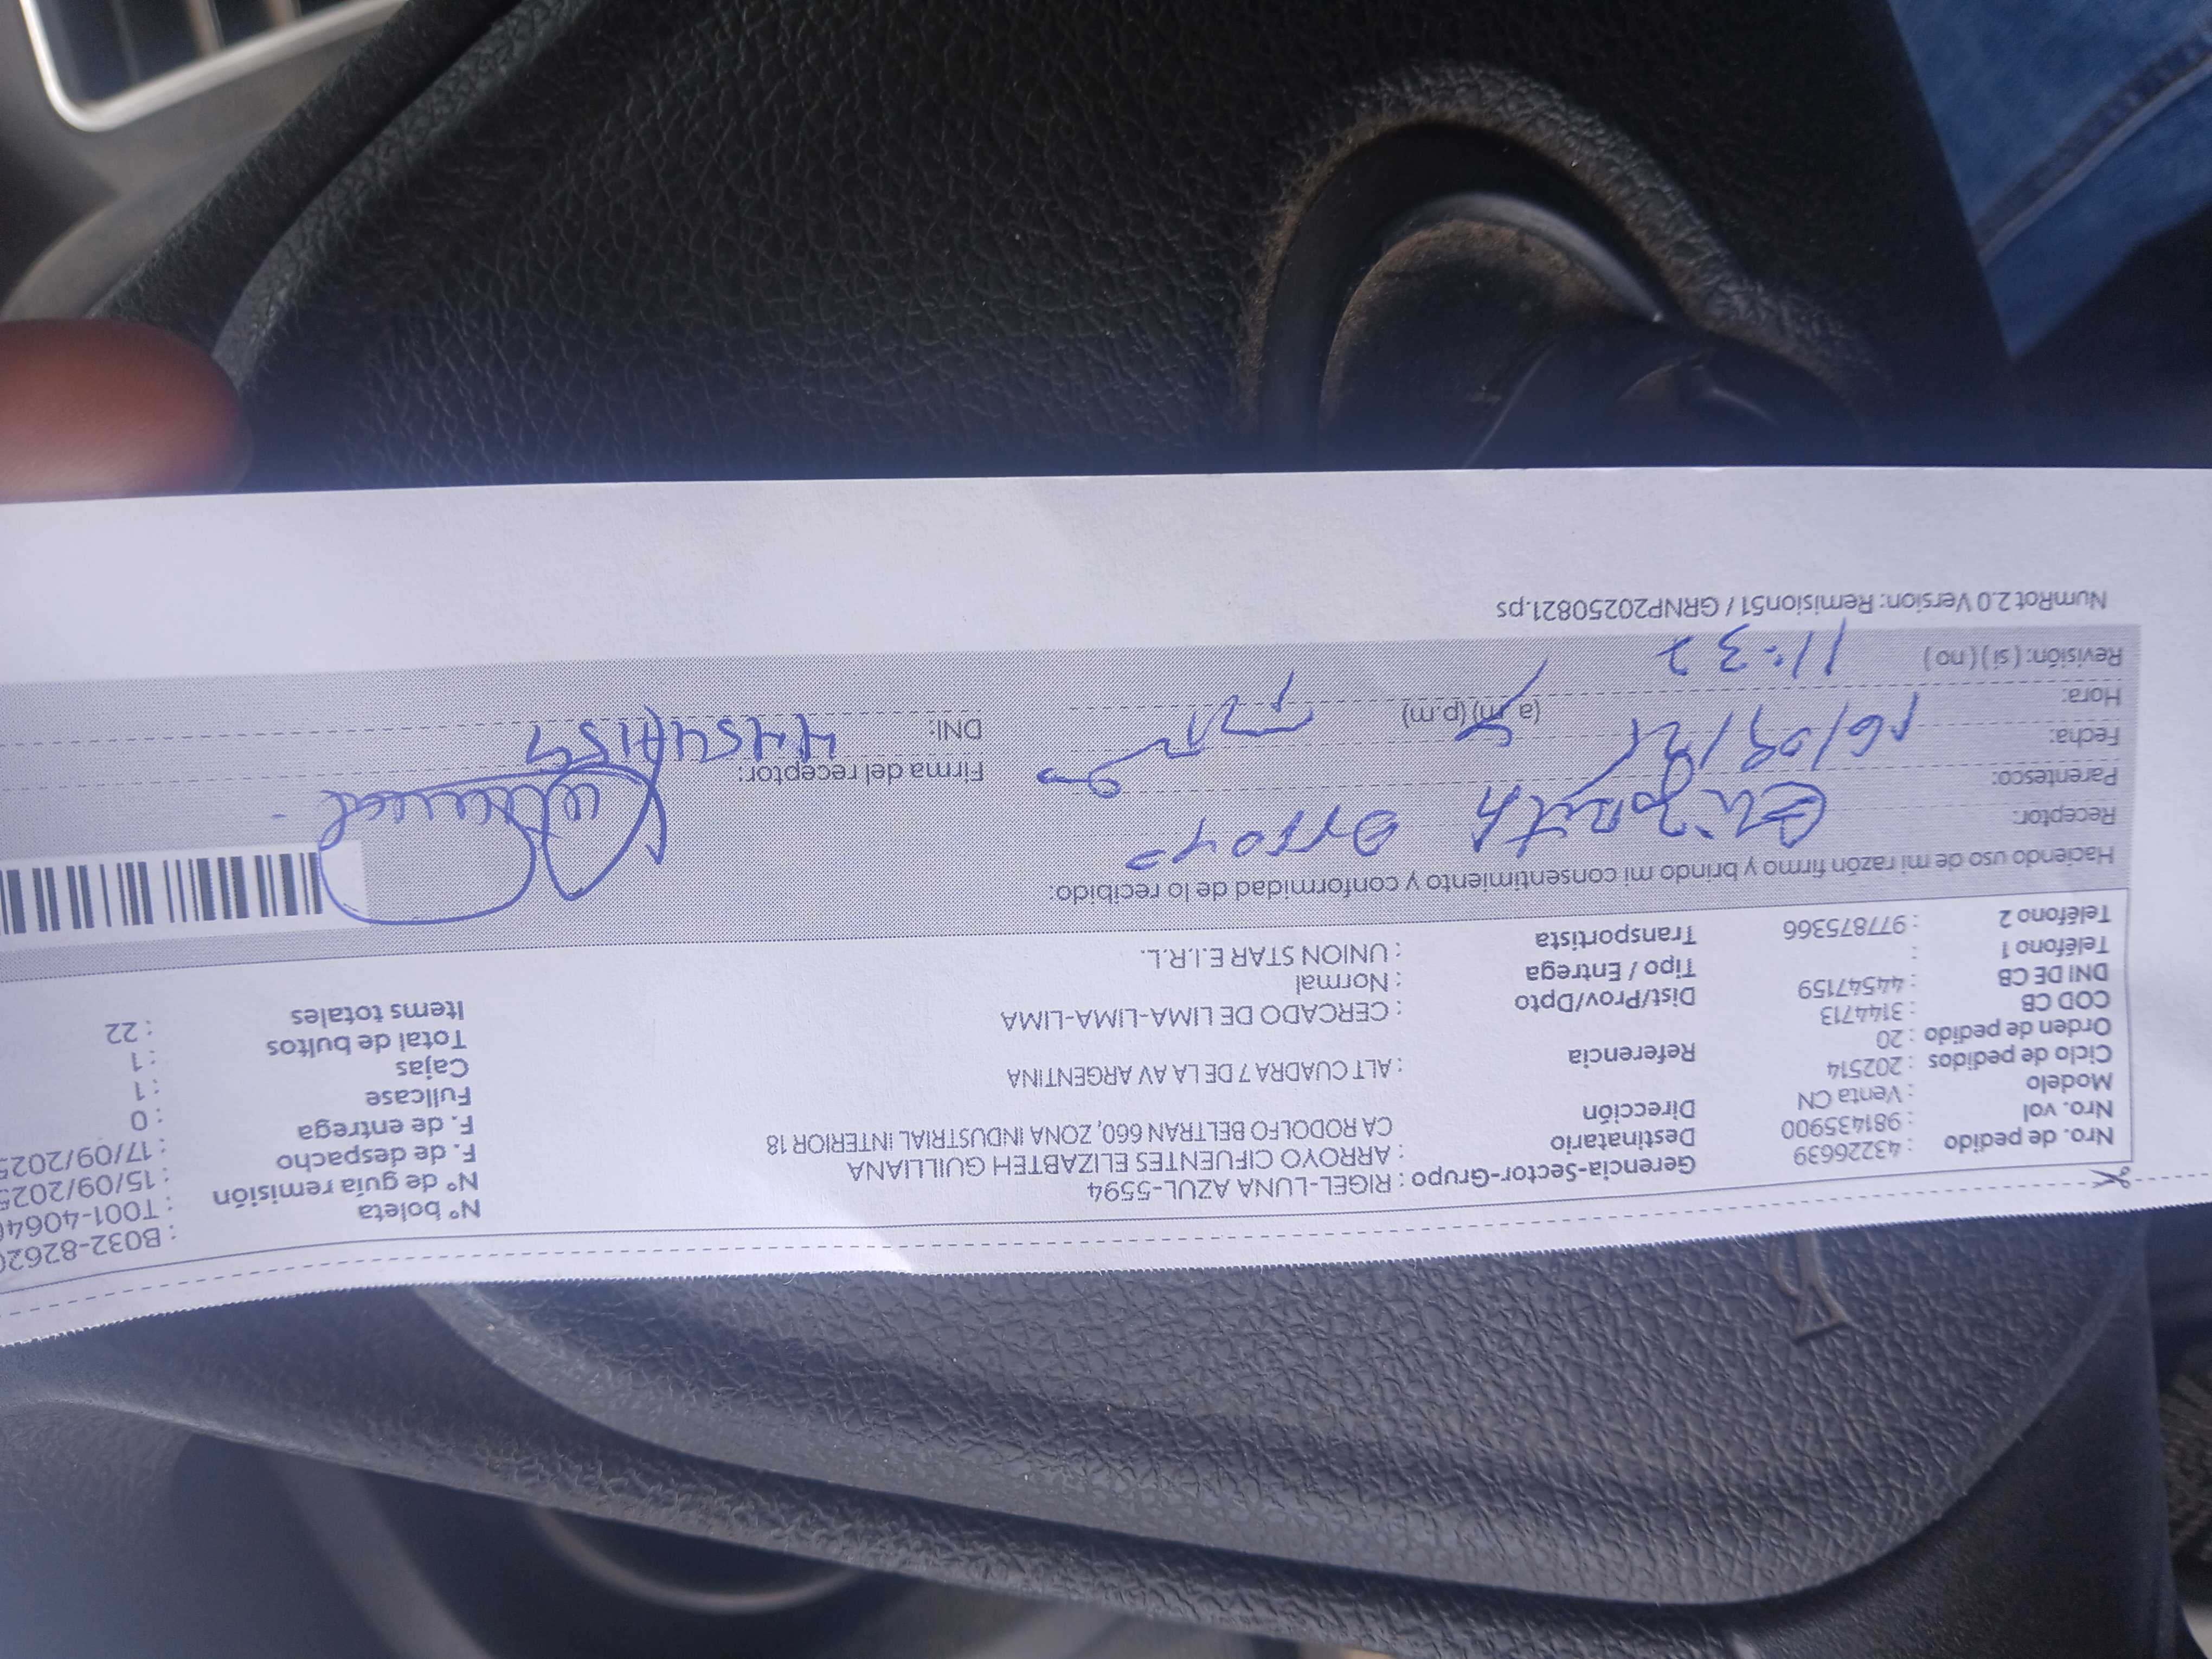 Nº boleta : B032-8262
Gerencia-Sector-Grupo : RIGEL-LUNA AZUL-5594 Nº de guía remisión : T001-4064
Nro. de pedido : 43226639 Destinatario : ARROYO CIFUENTES ELIZABTEH GUILLIANA F. de despacho : 15/09/2025
Nro. vol : 981435900 Dirección CA RODOLFO BELTRAN 660, ZONA INDUSTRIAL INTERIOR 18 F. de entrega : 17/09/2025
Modelo : Venta CN Fullcase : 0
Ciclo de pedidos : 202514 Referencia : ALT CUADRA 7 DE LA AV ARGENTINA Cajas : 1
Orden de pedido : 20 Total de bultos : 1
COD CB : 3144713 Dist/Prov/Dpto : CERCADO DE LIMA-LIMA-LIMA Items totales : 22
DNI DE CB : 44547159 Tipo / Entrega : Normal
Teléfono 1 : Transportista : UNION STAR E.I.R.L.
Teléfono 2 : 977875366
Haciendo uso de mi razón firmo y brindo mi consentimiento y conformidad de lo recibido:
Receptor: Elizabeth Arroyo
Parentesco: Firma del receptor:
Fecha: 16/09/25 DNI: 44547159
Hora: (a.m) (p.m)
Revisión: ( si ) ( no ) 11:32
NumRot 2.0 Version: Remision51 / GRNP20250821.ps